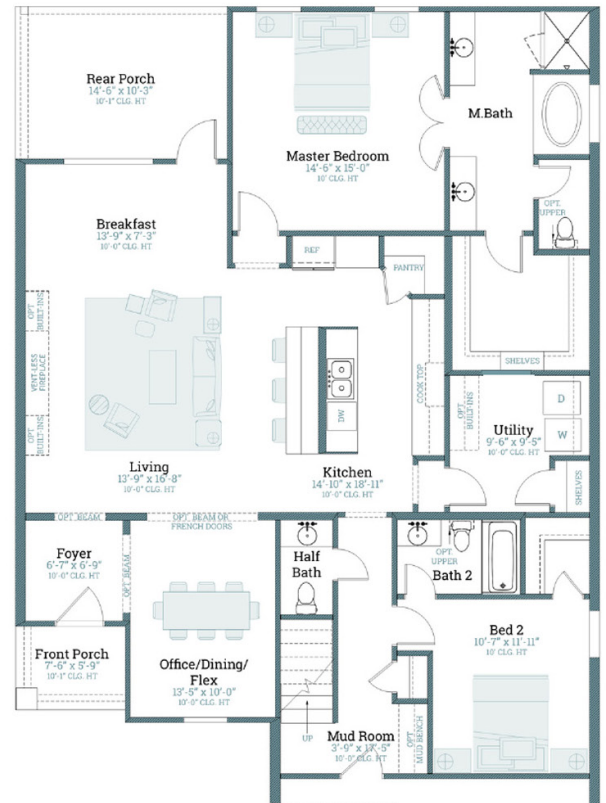 Rear Porch
14'-6" x 10'-3"
10'-1" CLG. HT
Master Bedroom
14'-6" x 15'-0"
10' CLG. HT
M.Bath
OPT.
UPPER
Breakfast
13'-9" x 7'-3"
10'-0" CLG. HT
REF
PANTRY
SHELVES
OPT
BUILT-INS
VENT-LESS
FIREPLACE
OPT
BUILT-INS
COOK TOP
DW
OPT.
BUILT-INS
D
W
Utility
9'-6" x 9'-5"
10'-0" CLG. HT
SHELVES
Living
13'-9" x 16'-8"
10'-0" CLG. HT
Kitchen
14'-10" x 18'-11"
10'-0" CLG. HT
OPT. BEAM
OPT. BEAM OR
FRENCH DOORS
Foyer
6'-7" x 6'-9"
10'-0" CLG. HT
OPT. BEAM
Half
Bath
OPT.
UPPER
Bath 2
Front Porch
7'-6" x 5'-9"
10'-1" CLG. HT
Office/Dining/
Flex
13'-5" x 10'-0"
10'-0" CLG. HT
Bed 2
10'-7" x 11'-11"
10' CLG. HT
UP
Mud Room
3'-9" x 17'-5"
10'-0" CLG. HT
OPT.
MUD BENCH